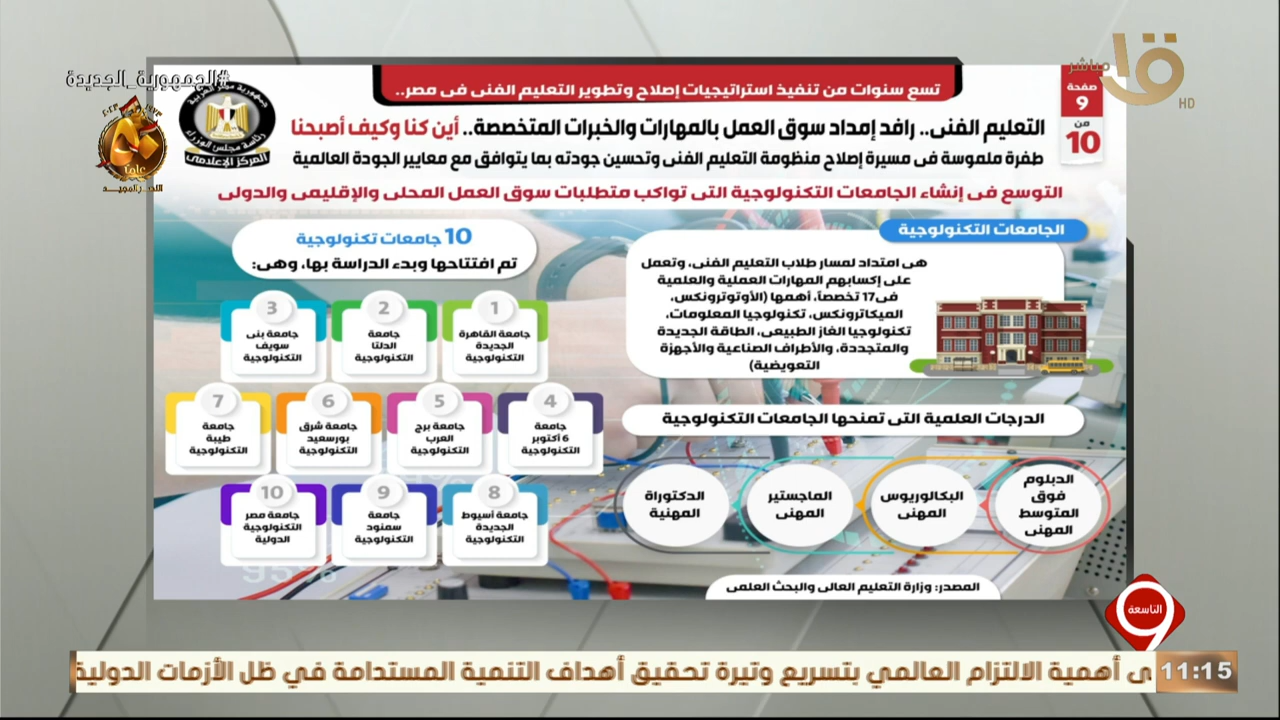 #الجمهورية_الجديدة
مباشر
HD
تسع سنوات من تنفيذ استراتيجيات إصلاح وتطوير التعليم الفنى فى مصر..
صفحة
9
من
10
جمهورية مصر العربية
رئاسة مجلس الوزراء
المركز الإعلامى
التعليم الفنى.. رافد إمداد سوق العمل بالمهارات والخبرات المتخصصة.. أين كنا وكيف أصبحنا
طفرة ملموسة فى مسيرة إصلاح منظومة التعليم الفنى وتحسين جودته بما يتوافق مع معايير الجودة العالمية
التوسع فى إنشاء الجامعات التكنولوجية التى تواكب متطلبات سوق العمل المحلى والإقليمى والدولى
الجامعات التكنولوجية
هى امتداد لمسار طلاب التعليم الفنى، وتعمل
على إكسابهم المهارات العملية والعلمية
فى 17 تخصصاً، أهمها (الأوتوترونكس،
الميكاترونكس، تكنولوجيا المعلومات،
تكنولوجيا الغاز الطبيعى، الطاقة الجديدة
والمتجددة، والأطراف الصناعية والأجهزة
التعويضية)
الدرجات العلمية التى تمنحها الجامعات التكنولوجية
الدبلوم
فوق
المتوسط
المهنى
البكالوريوس
المهنى
الماجستير
المهنى
الدكتوراة
المهنية
المصدر: وزارة التعليم العالى والبحث العلمى
10 جامعات تكنولوجية
تم افتتاحها وبدء الدراسة بها، وهى:
1
جامعة القاهرة
الجديدة
التكنولوجية
2
جامعة
الدلتا
التكنولوجية
3
جامعة بنى
سويف
التكنولوجية
4
جامعة
6 أكتوبر
التكنولوجية
5
جامعة برج
العرب
التكنولوجية
6
جامعة شرق
بورسعيد
التكنولوجية
7
جامعة
طيبة
التكنولوجية
8
جامعة أسيوط
الجديدة
التكنولوجية
9
جامعة
سمنود
التكنولوجية
10
جامعة مصر
التكنولوجية
الدولية
95%
التاسعة
9
11:15
ى أهمية الالتزام العالمي بتسريع وتيرة تحقيق أهداف التنمية المستدامة في ظل الأزمات الدولية